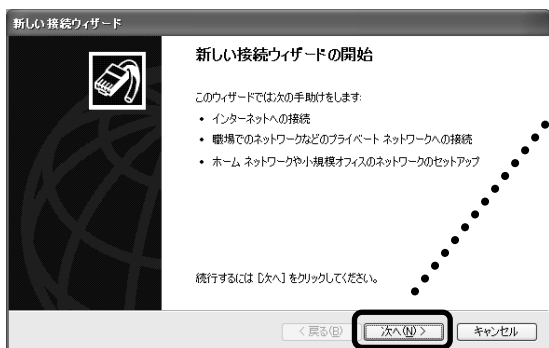 新しい接続ウィザード
新しい接続ウィザードの開始
このウィザードでは次の手助けをします:
• インターネットへの接続
• 職場でのネットワークなどのプライベート ネットワークへの接続
• ホーム ネットワークや小規模オフィスのネットワークのセットアップ
続行するには [次へ] をクリックしてください。
< 戻る(B) 次へ(N) > キャンセル